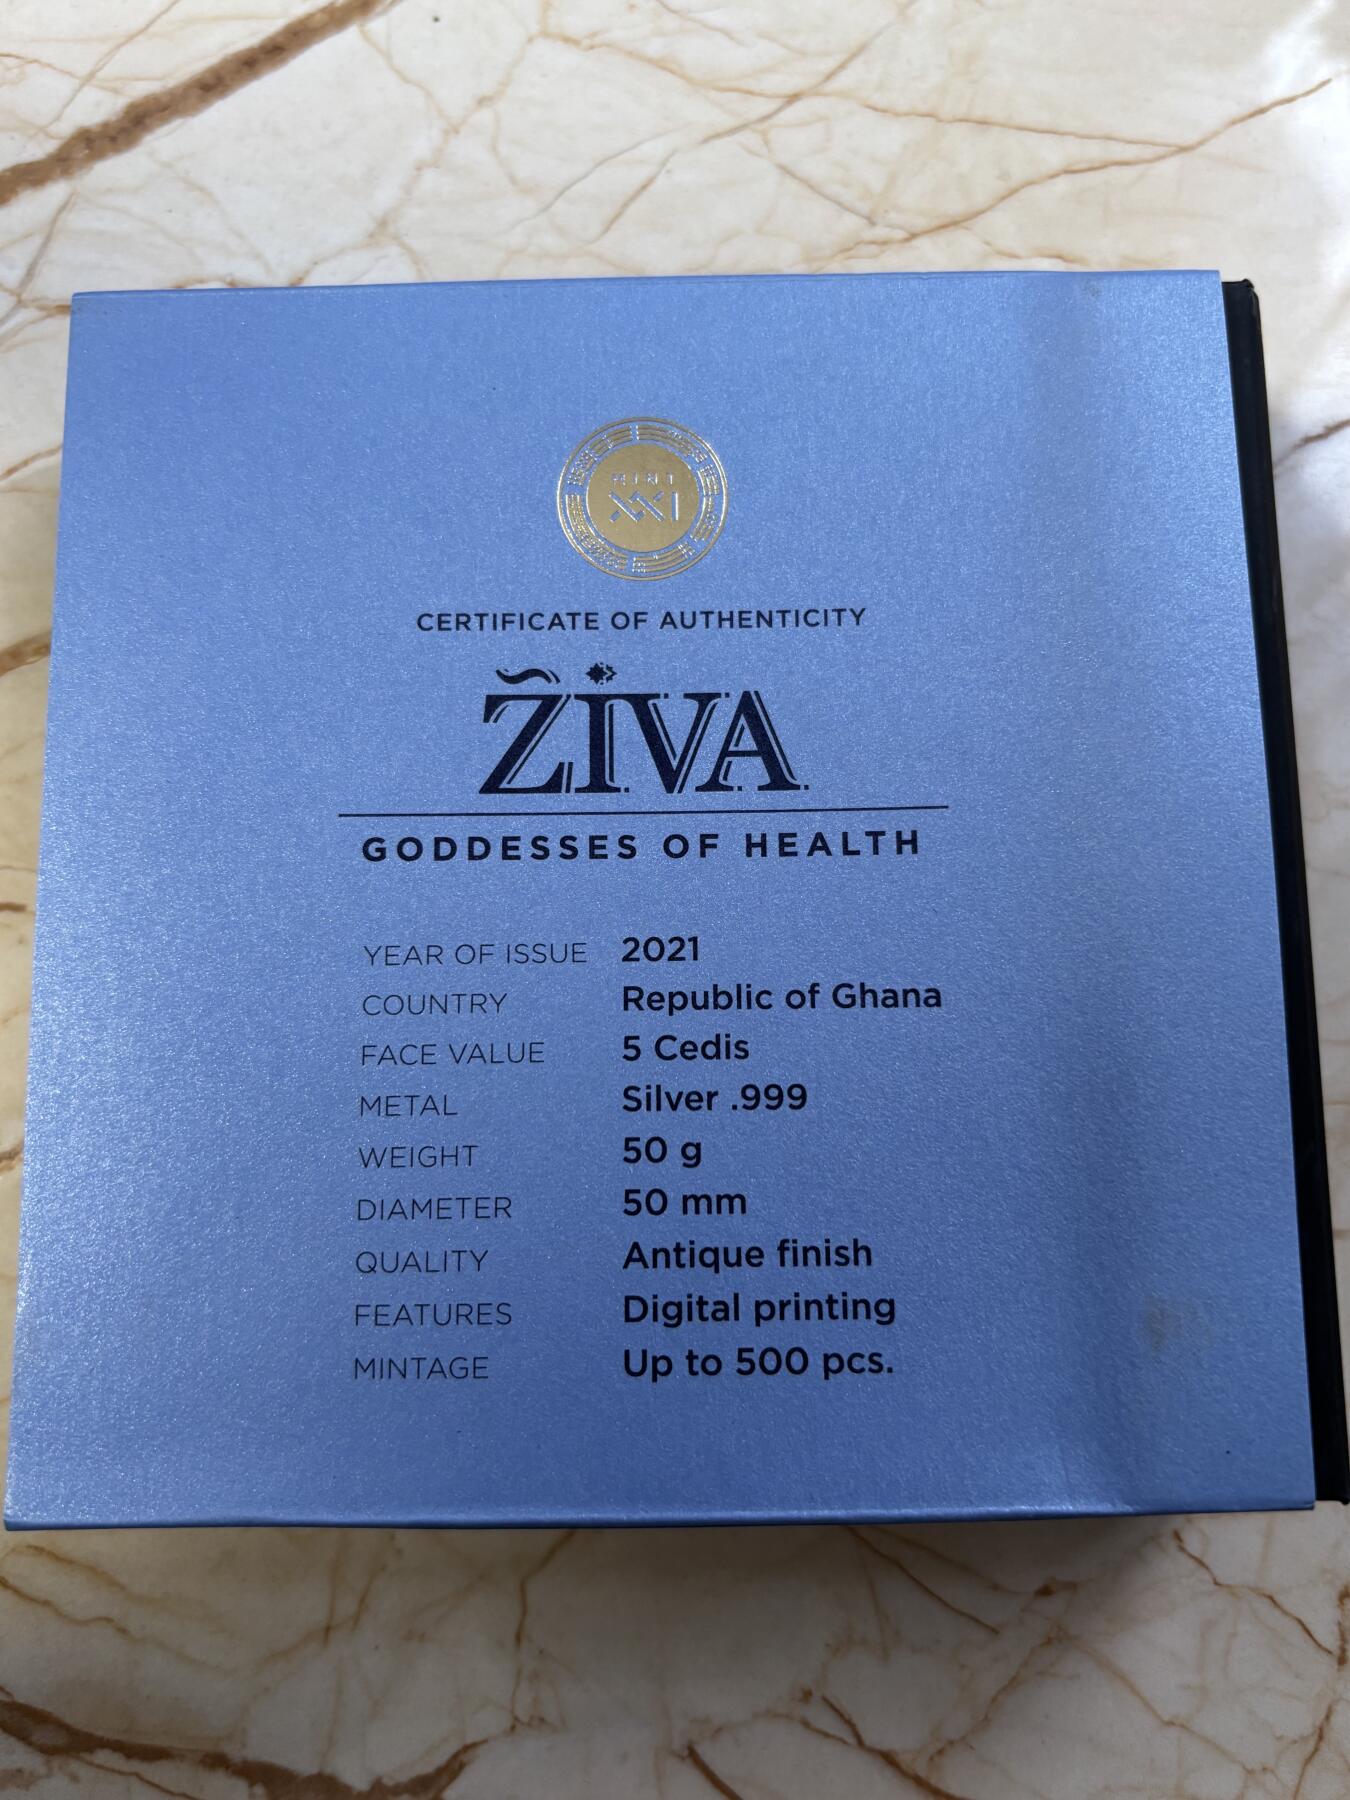 MINT
XXI
CERTIFICATE OF AUTHENTICITY
ŽIVA
GODDESSES OF HEALTH
YEAR OF ISSUE 2021
COUNTRY Republic of Ghana
FACE VALUE 5 Cedis
METAL Silver .999
WEIGHT 50 g
DIAMETER 50 mm
QUALITY Antique finish
FEATURES Digital printing
MINTAGE Up to 500 pcs.